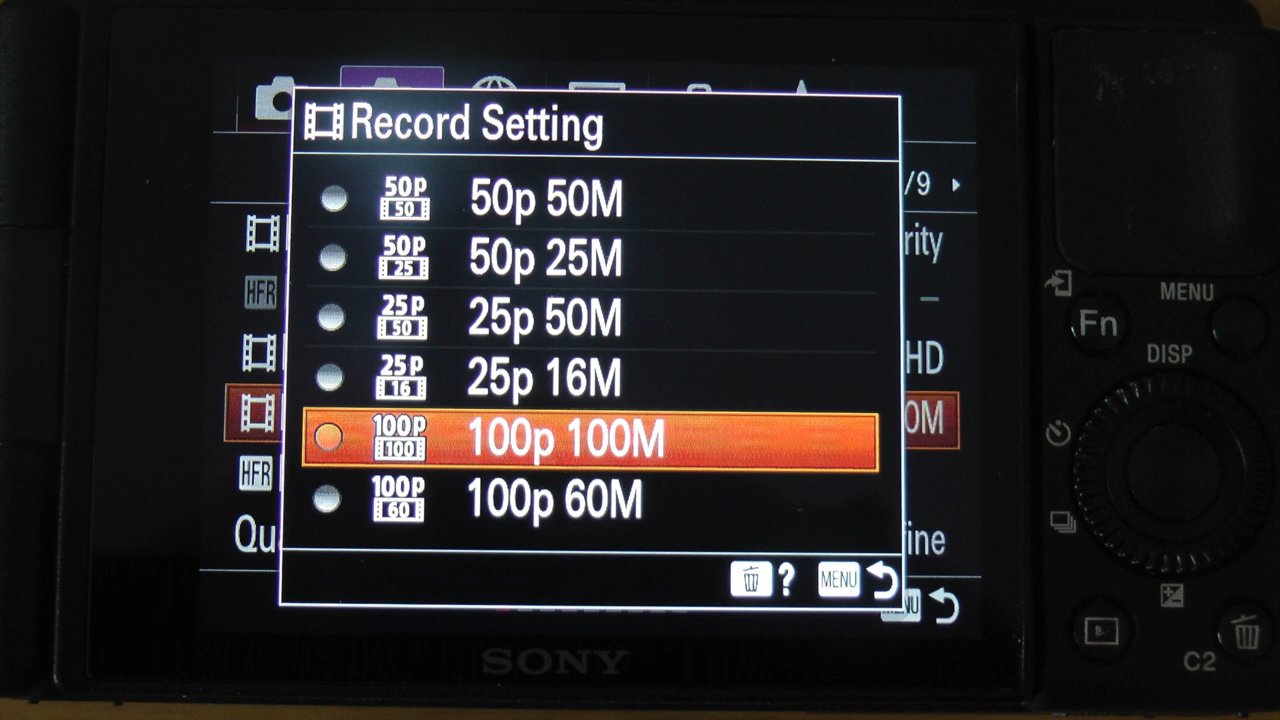 Record Setting
/9
50p 50 50p 50M
rity
50p 25 50p 25M
HFR
–
25p 50 25p 50M
HD
25p 16 25p 16M
100p 100 100p 100M
0M
HFR
100p 60 100p 60M
Qu
ine
? MENU
SONY
MENU
Fn
DISP
C2